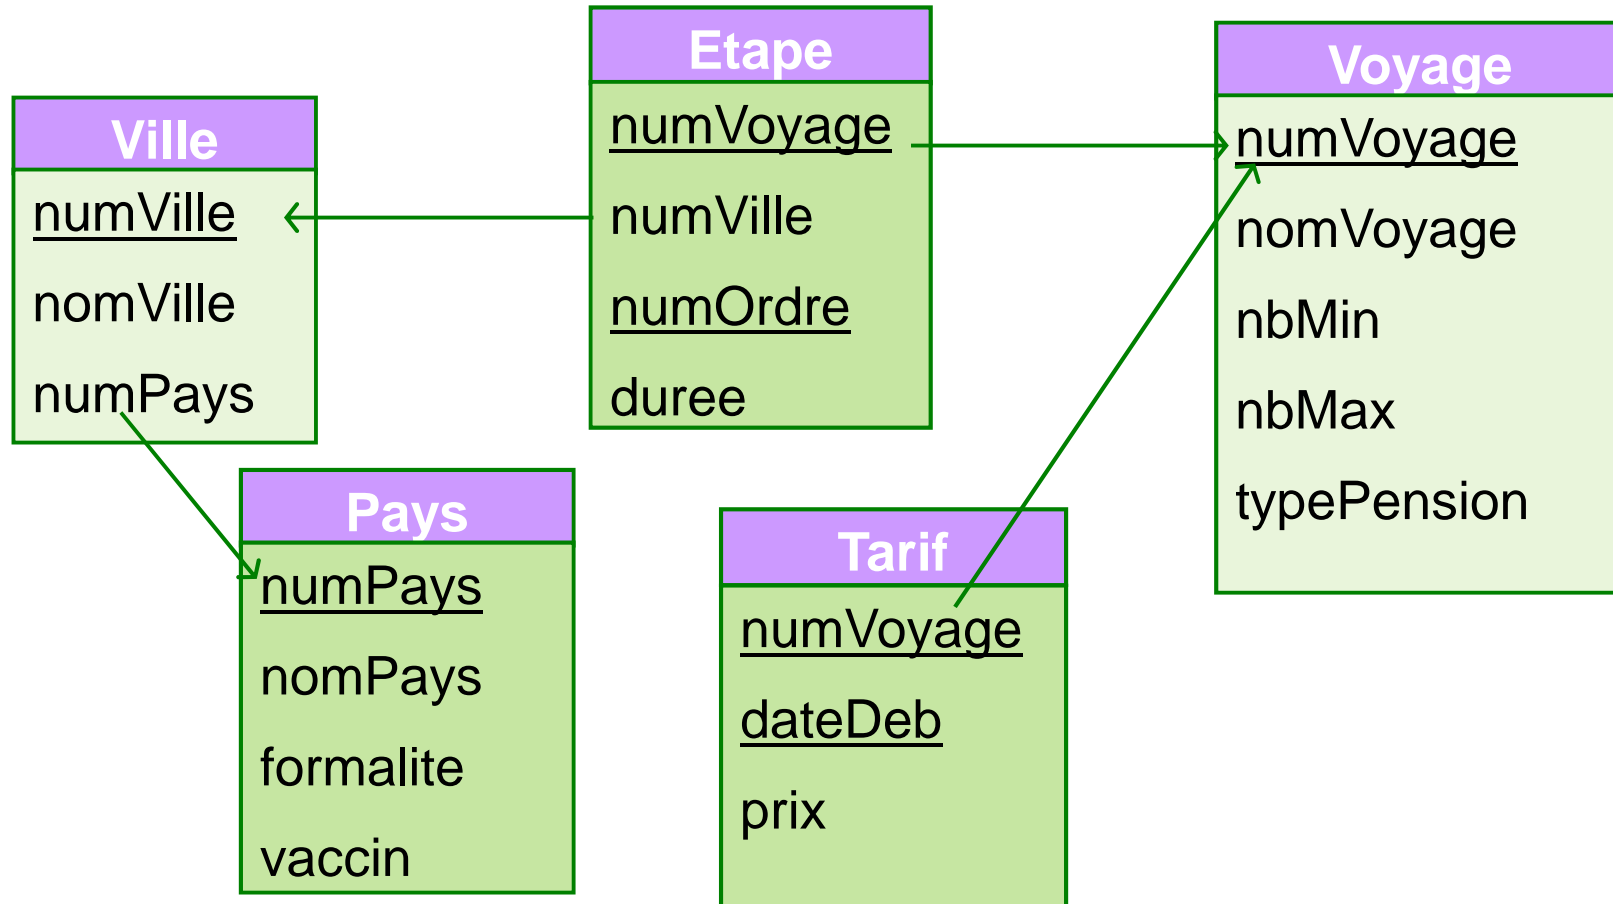 Ville
numVille
nomVille
numPays
Etape
numVoyage
numVille
numOrdre
duree
Voyage
numVoyage
nomVoyage
nbMin
nbMax
typePension
Pays
numPays
nomPays
formalite
vaccin
Tarif
numVoyage
dateDeb
prix